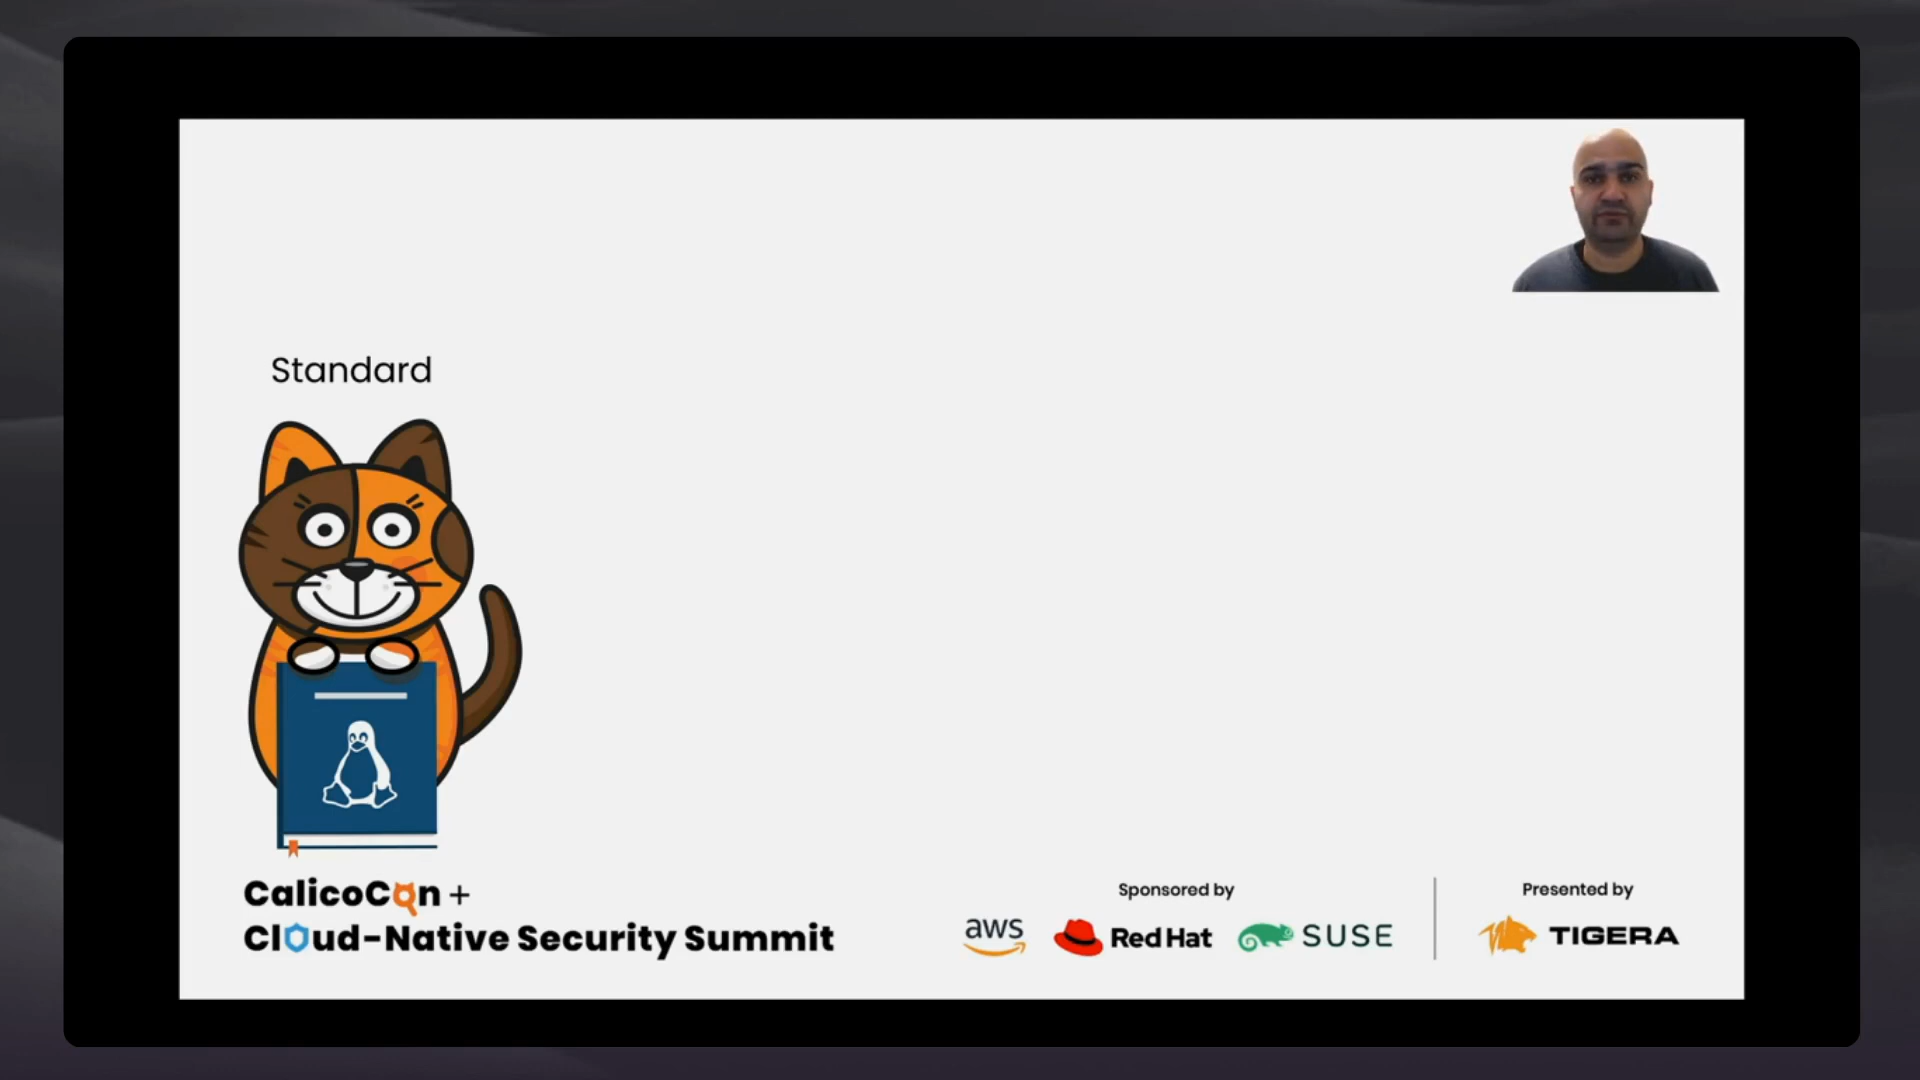 Standard
CalicoCon +
Cloud-Native Security Summit
Sponsored by
aws
Red Hat
SUSE
Presented by
TIGERA